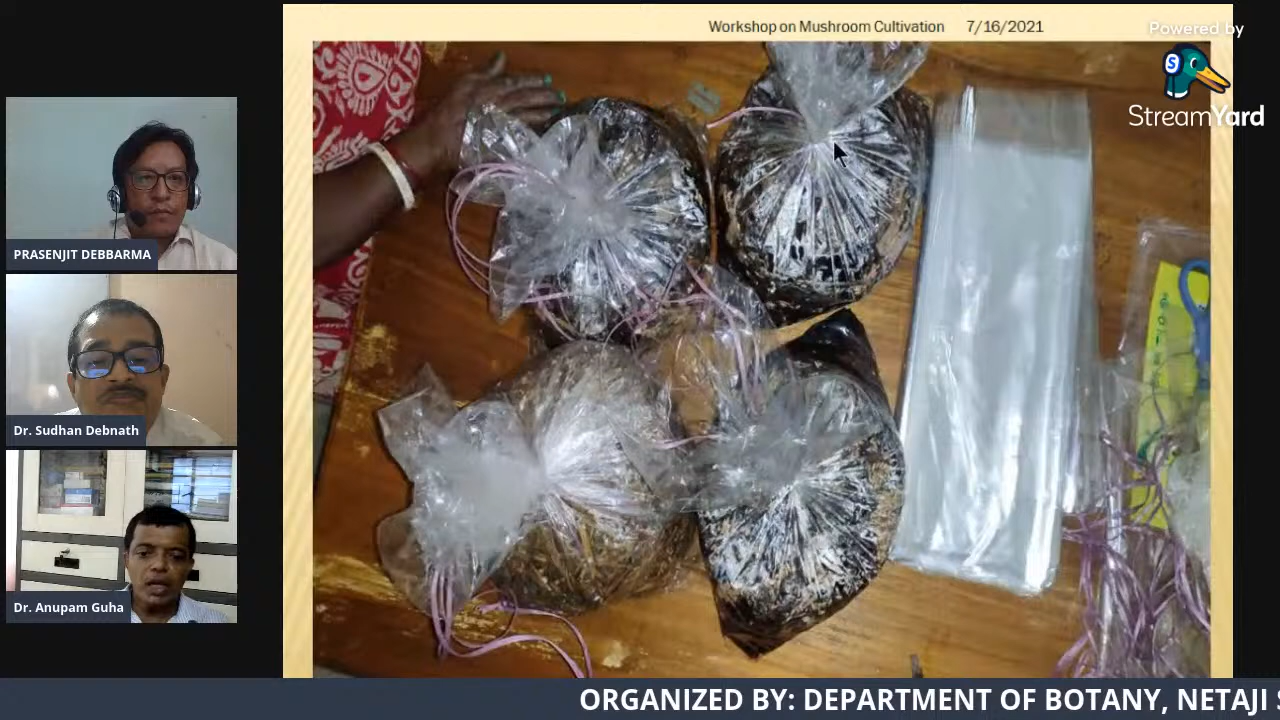 Workshop on Mushroom Cultivation 7/16/2021
Powered by
S
StreamYard
PRASENJIT DEBBARMA
Dr. Sudhan Debnath
Dr. Anupam Guha
ORGANIZED BY: DEPARTMENT OF BOTANY, NETAJI S